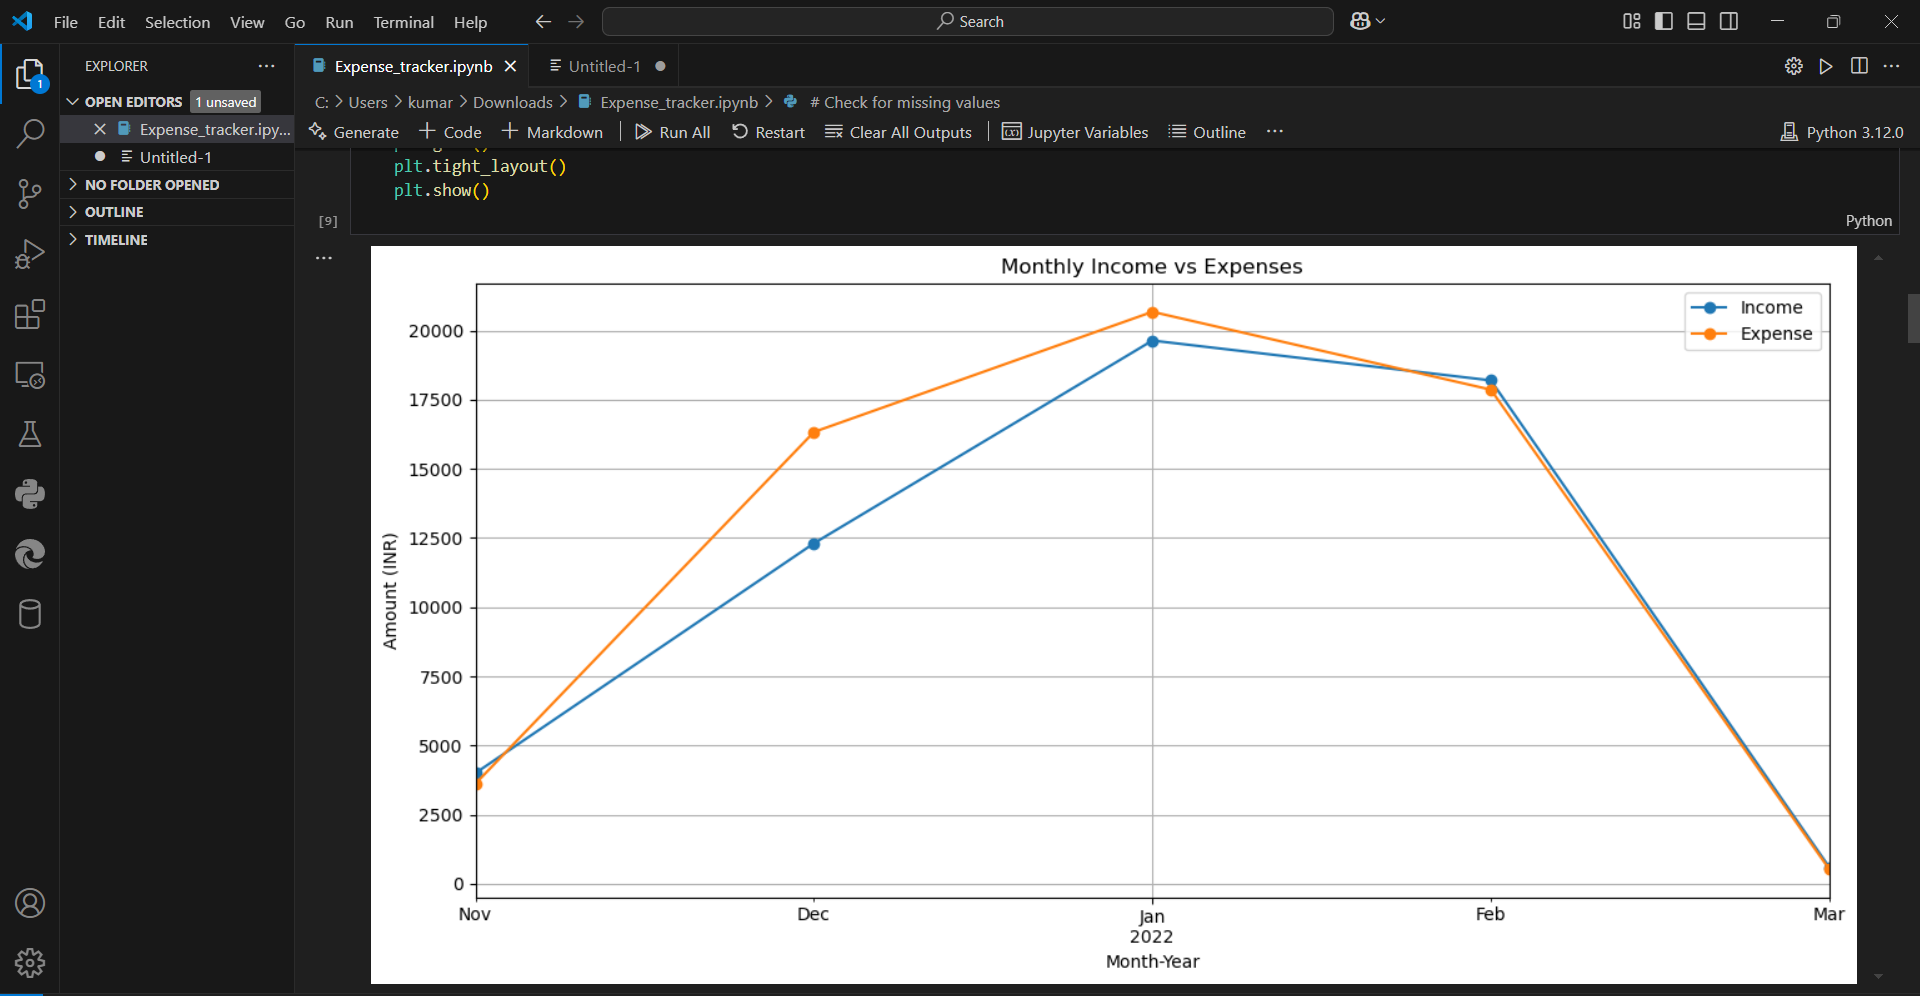 File Edit Selection View Go Run Terminal Help
Search
EXPLORER
OPEN EDITORS 1 unsaved
Expense_tracker.ipy...
Untitled-1
NO FOLDER OPENED
OUTLINE
TIMELINE
1
Expense_tracker.ipynb
Untitled-1
C: > Users > kumar > Downloads > Expense_tracker.ipynb > # Check for missing values
Generate + Code + Markdown Run All Restart Clear All Outputs Jupyter Variables Outline ... Python 3.12.0
plt.tight_layout()
plt.show()
[9]
Python
Monthly Income vs Expenses
Income
Expense
20000
17500
15000
12500
10000
7500
5000
2500
0
Amount (INR)
Nov Dec Jan Feb Mar
2022
Month-Year